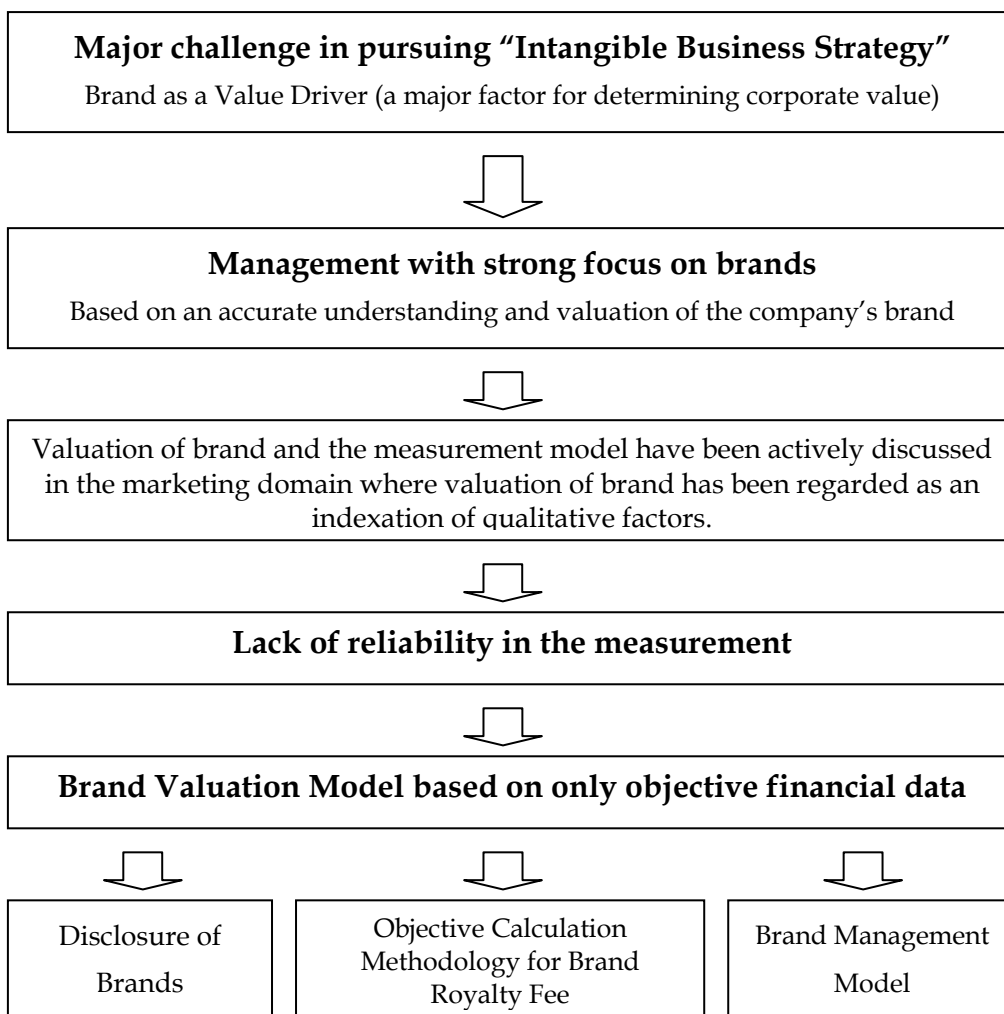 Major challenge in pursuing “Intangible Business Strategy”
Brand as a Value Driver (a major factor for determining corporate value)
Management with strong focus on brands
Based on an accurate understanding and valuation of the company’s brand
Valuation of brand and the measurement model have been actively discussed
in the marketing domain where valuation of brand has been regarded as an
indexation of qualitative factors.
Lack of reliability in the measurement
Brand Valuation Model based on only objective financial data
Disclosure of
Brands
Objective Calculation
Methodology for Brand
Royalty Fee
Brand Management
Model